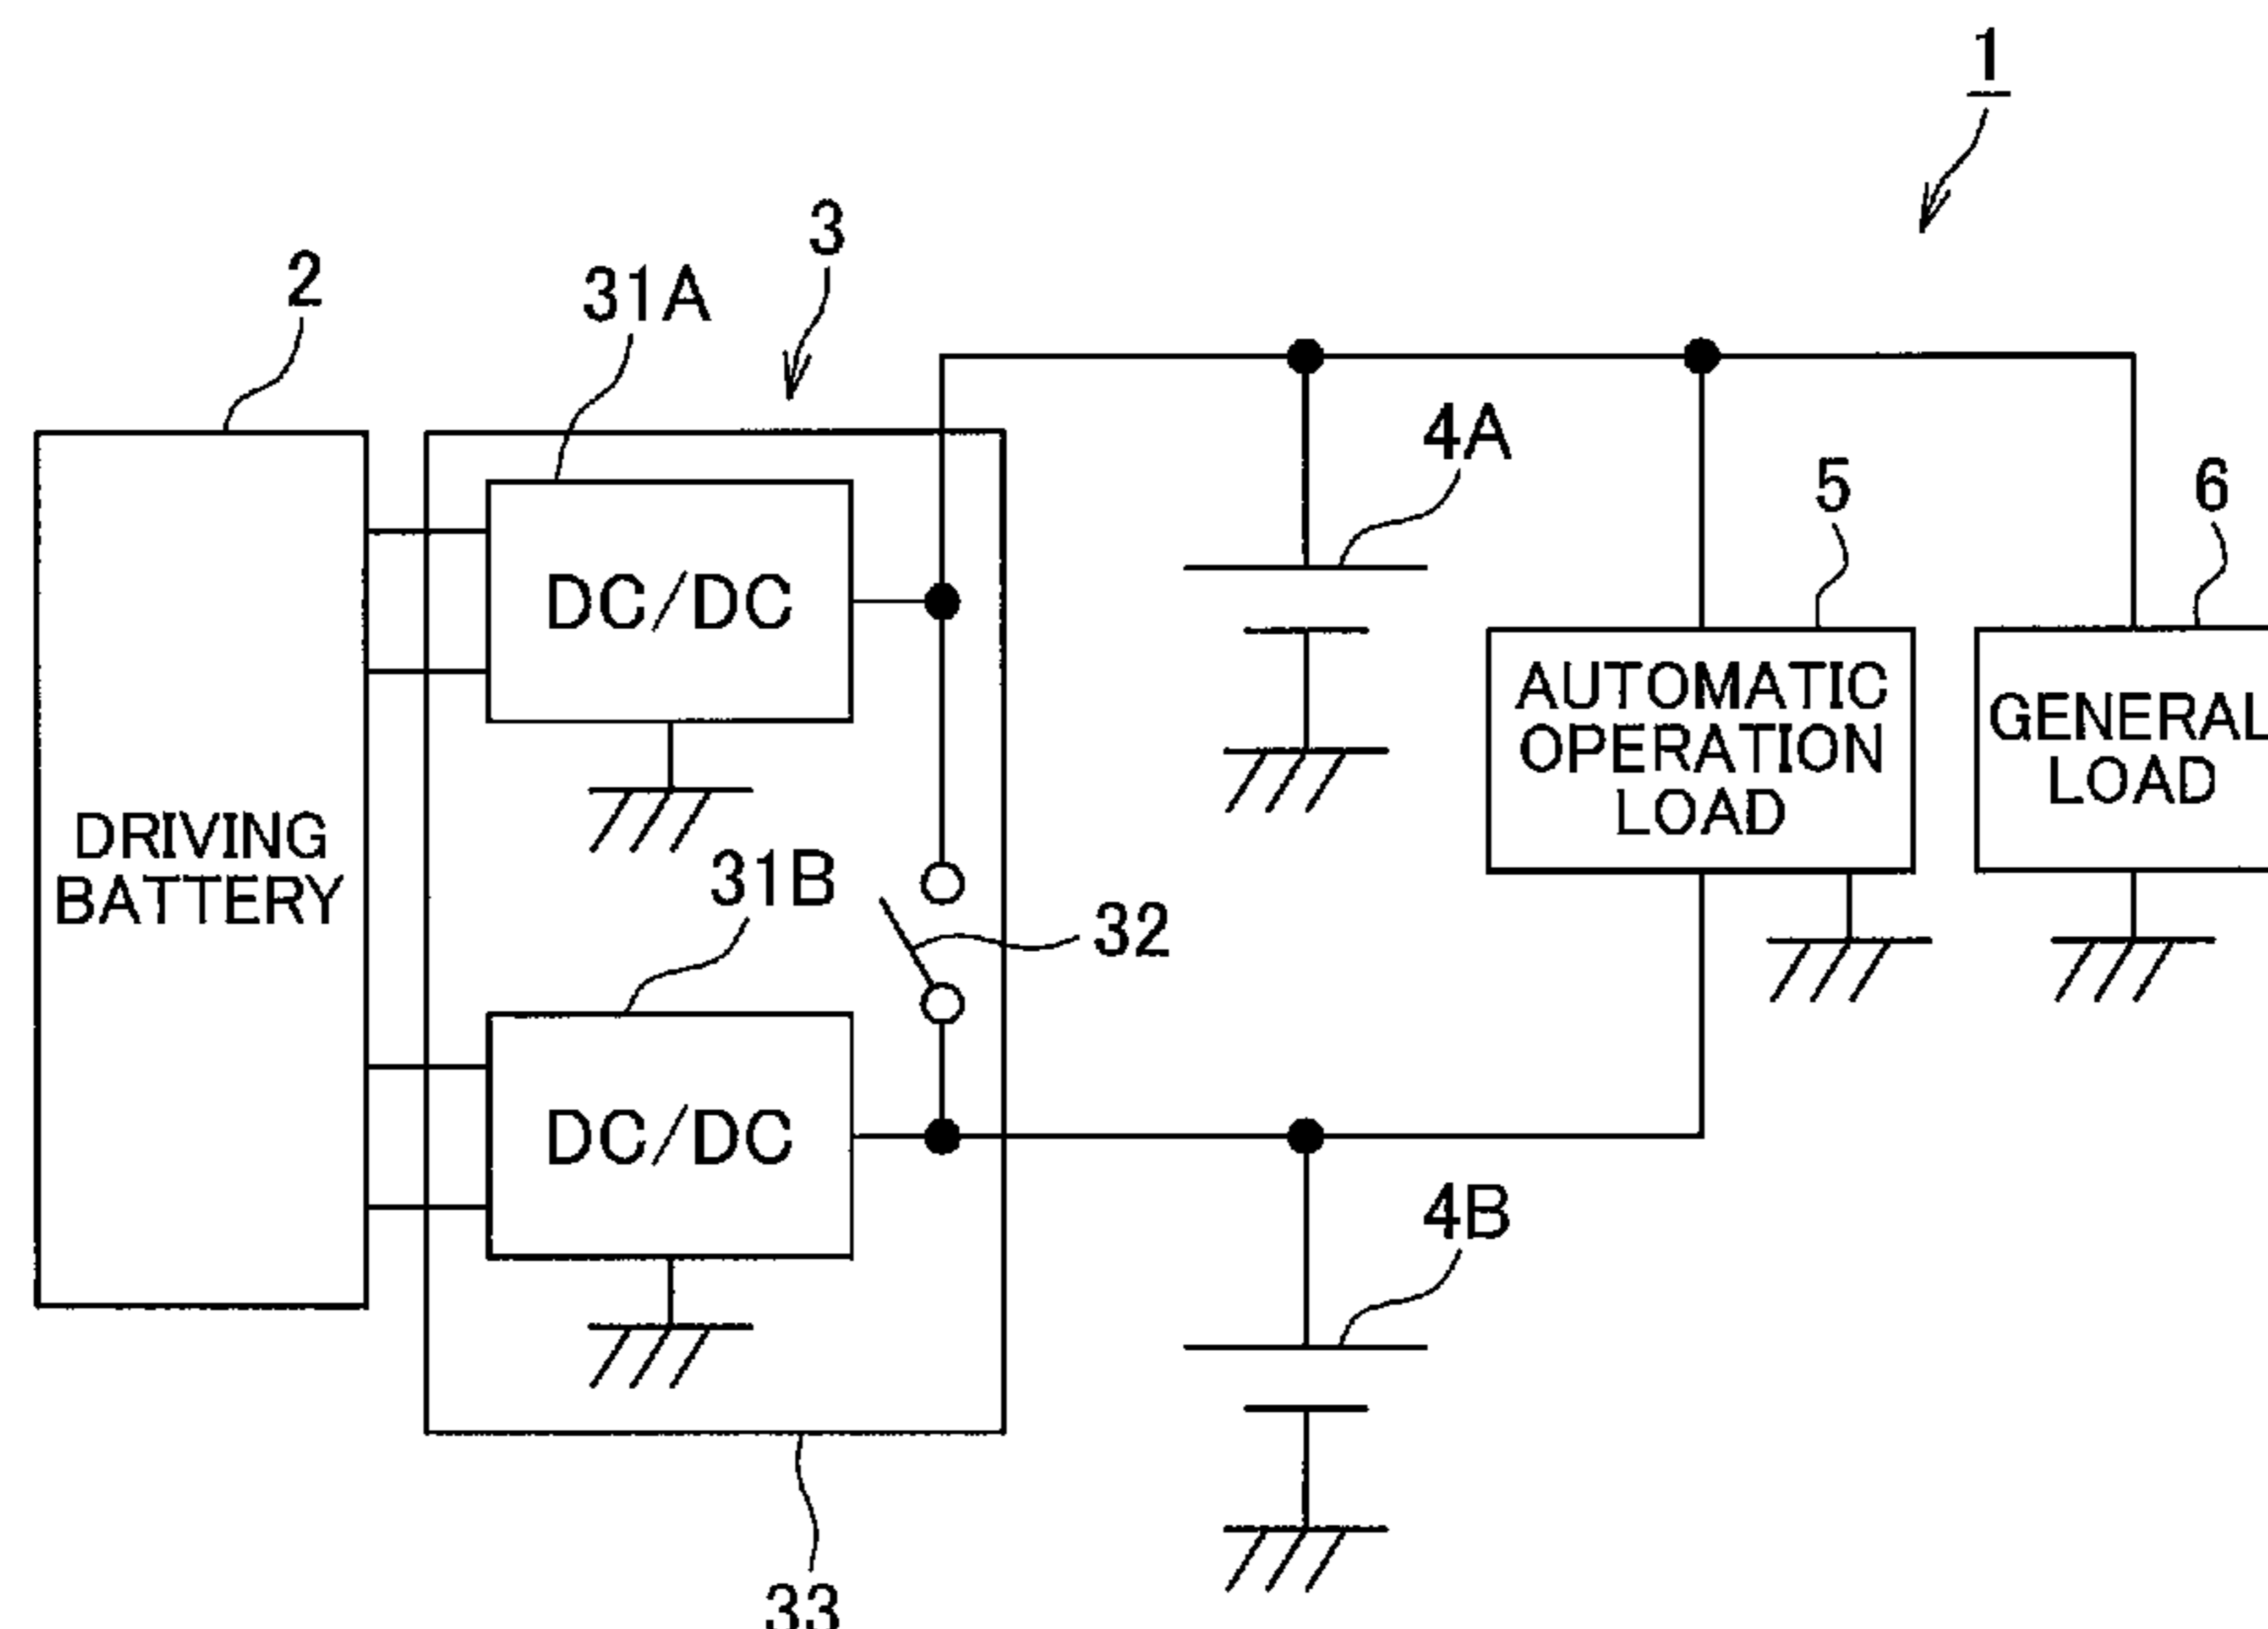 1
3
2
31A
4A
5
6
DC/DC
AUTOMATIC
OPERATION
LOAD
GENERAL
LOAD
DRIVING
BATTERY
31B
32
DC/DC
4B
33